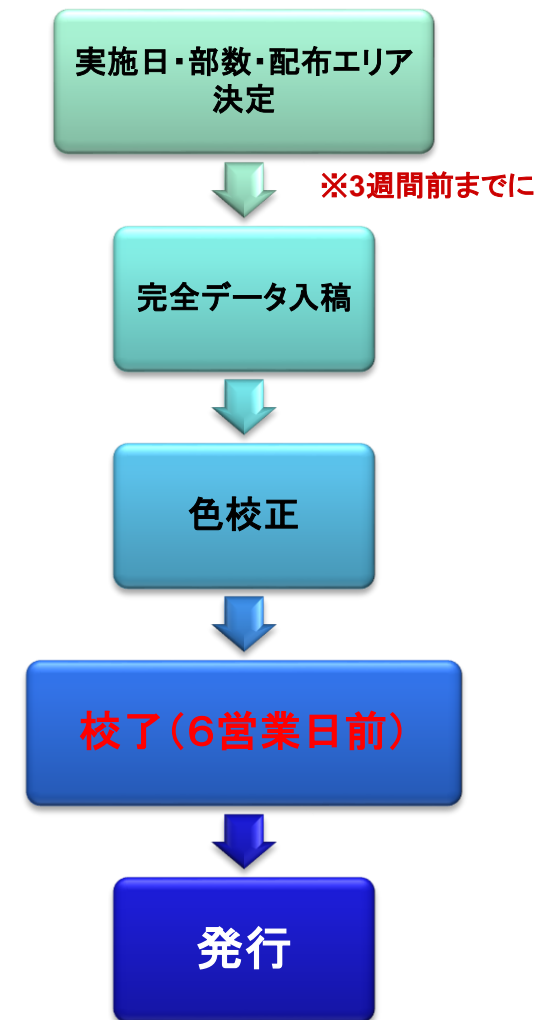 実施日・部数・配布エリア
決定
※3週間前までに
完全データ入稿
色校正
校了（６営業日前）
発行